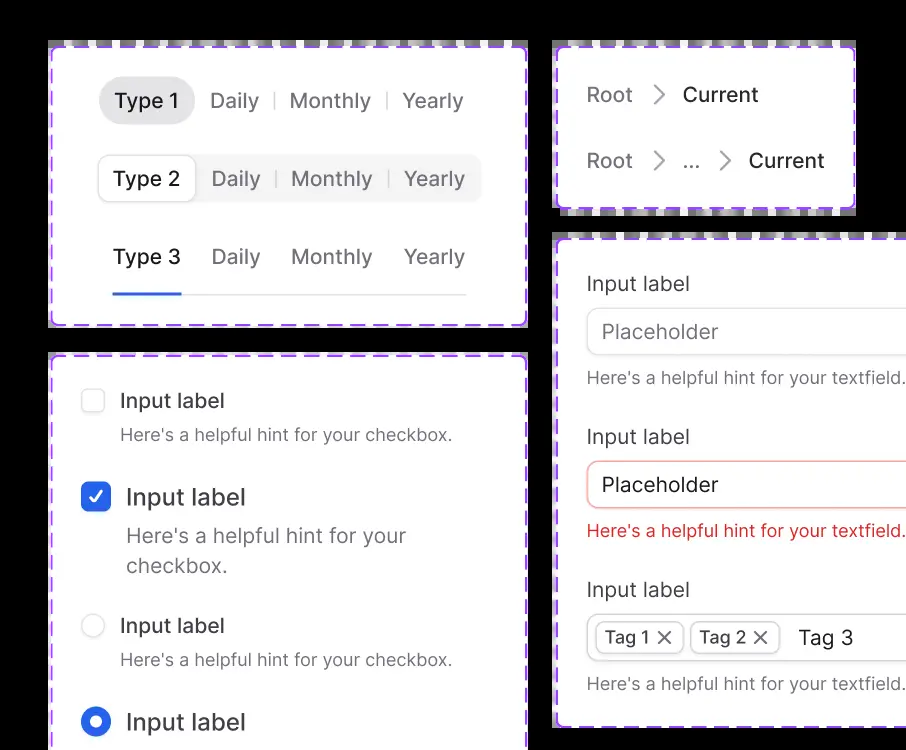 Type 1 Daily Monthly Yearly
Type 2 Daily Monthly Yearly
Type 3 Daily Monthly Yearly
Root Current
Root ... Current
Input label
Here's a helpful hint for your checkbox.
Input label
Here's a helpful hint for your
checkbox.
Input label
Here's a helpful hint for your checkbox.
Input label
Input label
Placeholder
Here's a helpful hint for your textfield.
Input label
Placeholder
Here's a helpful hint for your textfield.
Input label
Tag 1 Tag 2 Tag 3
Here's a helpful hint for your textfield.